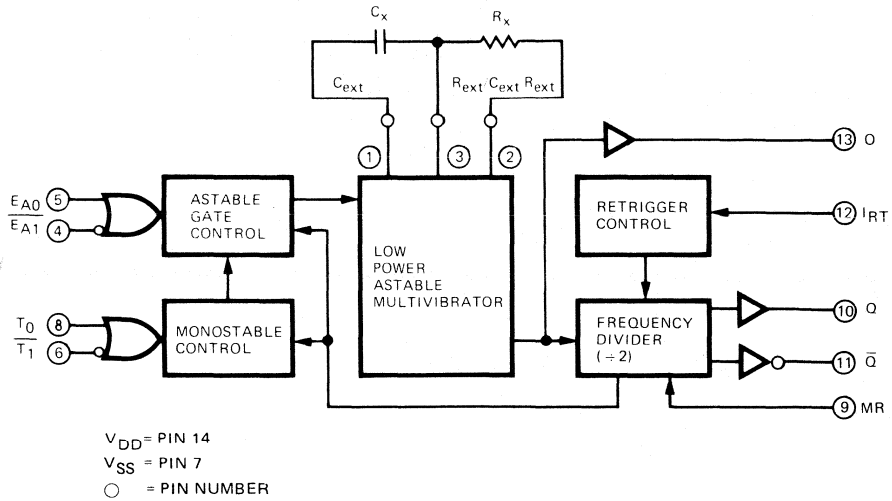 Cx
Rx
Cext
Rext Cext Rext
1
3
2
13 O
EA0 5
E̅A̅1̅ 4
ASTABLE
GATE
CONTROL
RETRIGGER
CONTROL
12 IRT
LOW
POWER
ASTABLE
MULTIVIBRATOR
T0 8
T̅1̅ 6
MONOSTABLE
CONTROL
FREQUENCY
DIVIDER
(÷2)
10 Q
11 Q̅
9 MR
VDD= PIN 14
VSS = PIN 7
○ = PIN NUMBER